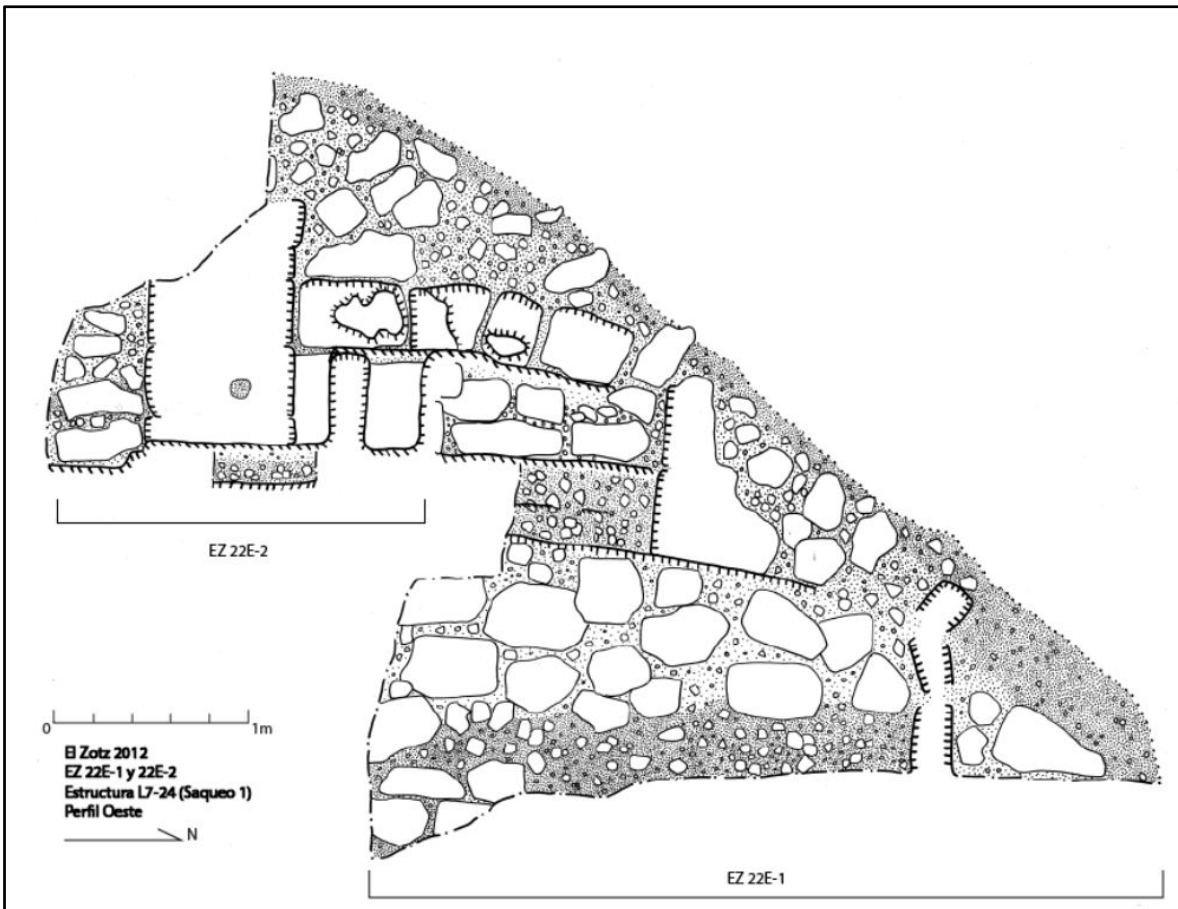 EZ 22E-2
0 1m
El Zotz 2012
EZ 22E-1 y 22E-2
Estructura L7-24 (Saqueo 1)
Perfil Oeste
N
EZ 22E-1